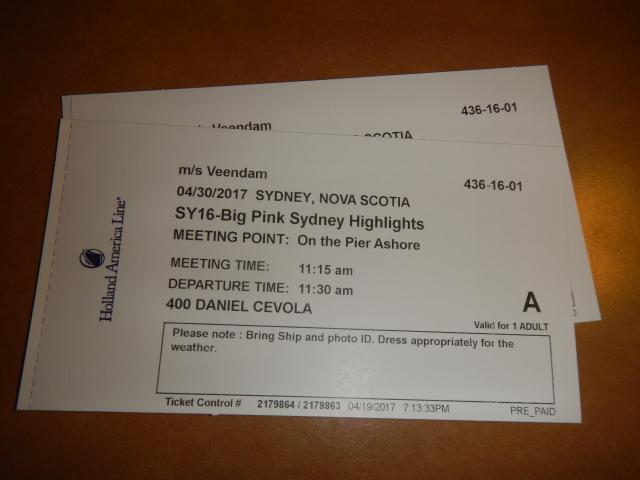 436-16-01
Veendam
SCOTIA
m/s Veendam
436-16-01
04/30/2017 SYDNEY, NOVA SCOTIA
SY16-Big Pink Sydney Highlights
MEETING POINT: On the Pier Ashore
MEETING TIME: 11:15 am
DEPARTURE TIME: 11:30 am
400 DANIEL CEVOLA
A
Valid for 1 ADULT
Please note : Bring Ship and photo ID. Dress appropriately for the
weather.
Ticket Control # 2179864 / 2179863 04/19/2017 7:13:33PM
PRE_PAID
Holland America Line®